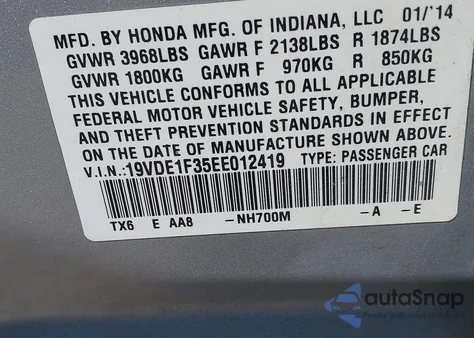 MFD. BY HONDA MFG. OF INDIANA, LLC 01/'14
GVWR 3968LBS GAWR F 2138LBS R 1874LBS
GVWR 1800KG GAWR F 970KG R 850KG
THIS VEHICLE CONFORMS TO ALL APPLICABLE
FEDERAL MOTOR VEHICLE SAFETY, BUMPER,
AND THEFT PREVENTION STANDARDS IN EFFECT
ON THE DATE OF MANUFACTURE SHOWN ABOVE.
V.I.N.:19VDE1F35EE012419 TYPE: PASSENGER CAR
TX6 E AA8 -NH700M -A -E
autoSnap